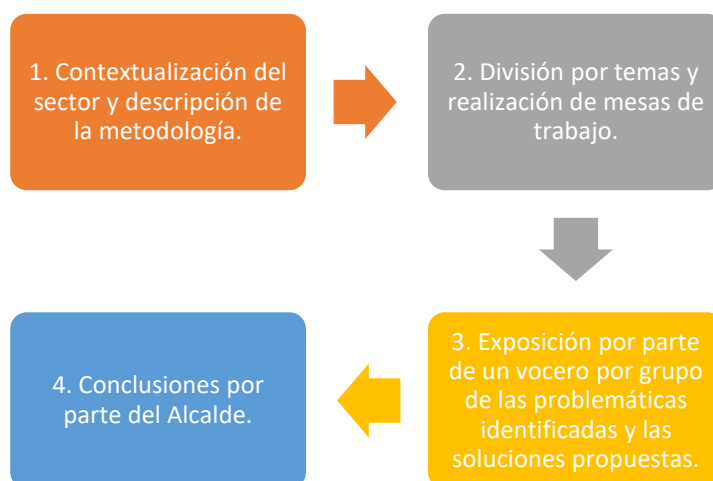 1. Contextualización del
sector y descripción de
la metodología.
2. División por temas y
realización de mesas de
trabajo.
3. Exposición por parte
de un vocero por grupo
de las problemáticas
identificadas y las
soluciones propuestas.
4. Conclusiones por
parte del Alcalde.